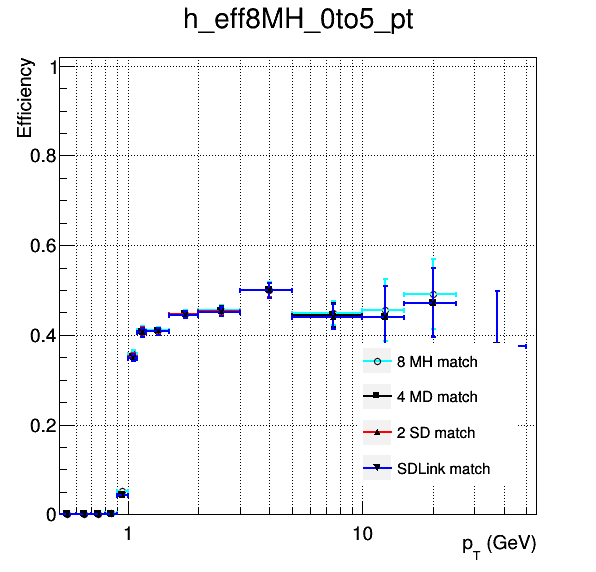 h_eff8MH_0to5_pt
Efficiency
1
0.8
0.6
0.4
0.2
0
8 MH match
4 MD match
2 SD match
SDLink match
1
10
p_T (GeV)